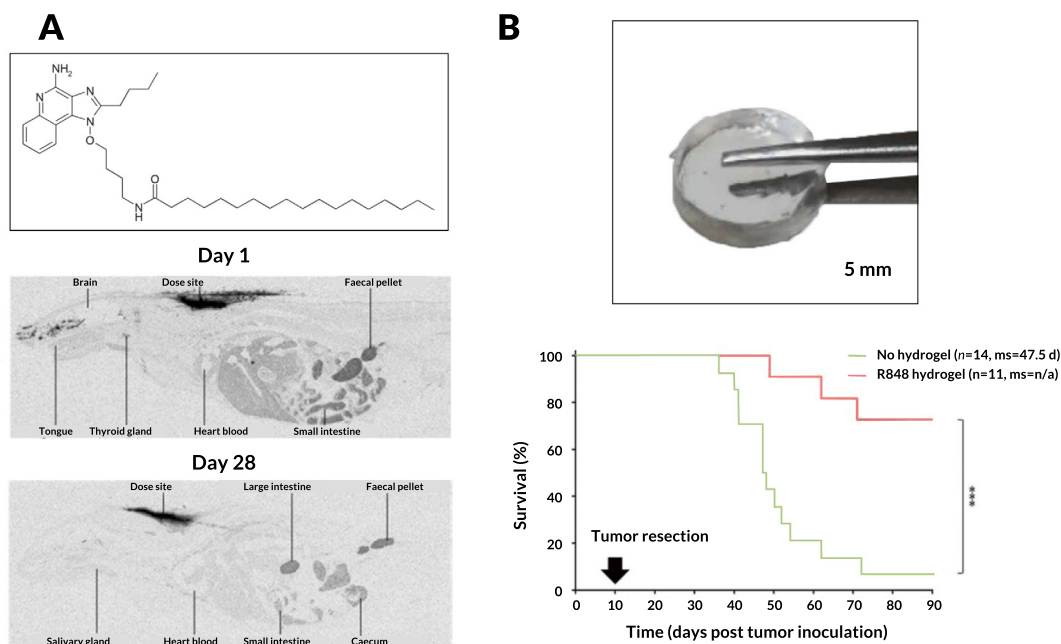 A
NH2
N
N
N
O
O
N
H
Day 1
Brain
Dose site
Faecal pellet
Tongue
Thyroid gland
Heart blood
Small intestine
Day 28
Dose site
Large intestine
Faecal pellet
Salivary gland
Heart blood
Small intestine
Caecum
B
5 mm
No hydrogel (n=14, ms=47.5 d)
R848 hydrogel (n=11, ms=n/a)
100
80
60
40
20
0
Survival (%)
Tumor resection
***
0 10 20 30 40 50 60 70 80 90
Time (days post tumor inoculation)